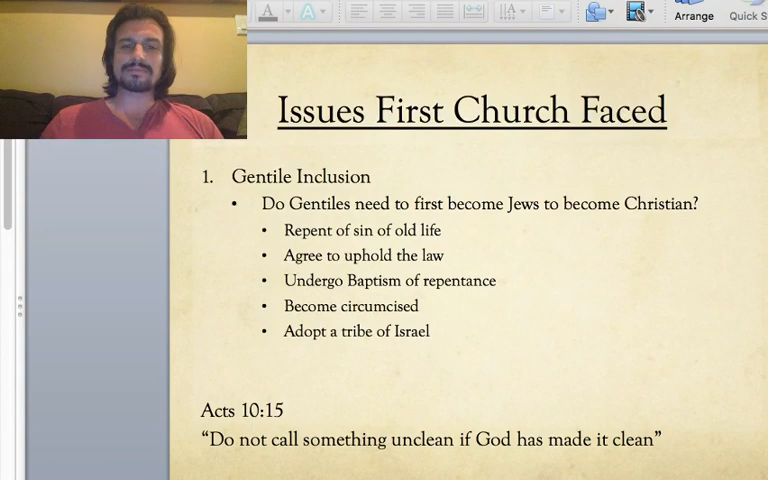 Arrange
Quick S
Issues First Church Faced
1. Gentile Inclusion
• Do Gentiles need to first become Jews to become Christian?
• Repent of sin of old life
• Agree to uphold the law
• Undergo Baptism of repentance
• Become circumcised
• Adopt a tribe of Israel
Acts 10:15
“Do not call something unclean if God has made it clean”